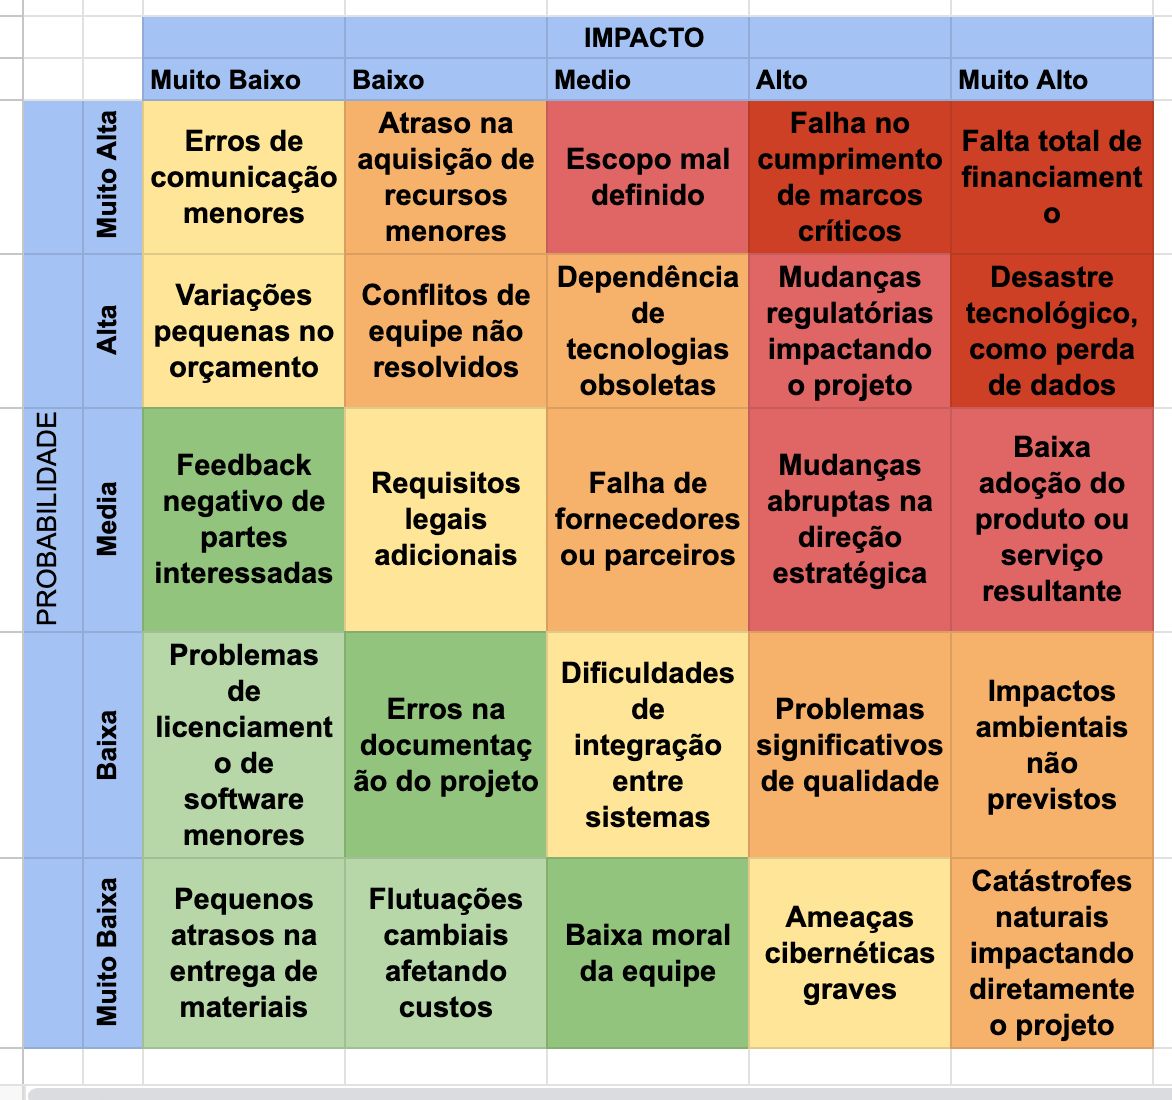 IMPACTO
Muito Baixo
Baixo
Medio
Alto
Muito Alto
PROBABILIDADE
Muito Alta
Erros de
comunicação
menores
Atraso na
aquisição de
recursos
menores
Escopo mal
definido
Falha no
cumprimento
de marcos
críticos
Falta total de
financiament
o
Alta
Variações
pequenas no
orçamento
Conflitos de
equipe não
resolvidos
Dependência
de
tecnologias
obsoletas
Mudanças
regulatórias
impactando
o projeto
Desastre
tecnológico,
como perda
de dados
Media
Feedback
negativo de
partes
interessadas
Requisitos
legais
adicionais
Falha de
fornecedores
ou parceiros
Mudanças
abruptas na
direção
estratégica
Baixa
adoção do
produto ou
serviço
resultante
Baixa
Problemas
de
licenciament
o de
software
menores
Erros na
documentaç
ão do projeto
Dificuldades
de
integração
entre
sistemas
Problemas
significativos
de qualidade
Impactos
ambientais
não
previstos
Muito Baixa
Pequenos
atrasos na
entrega de
materiais
Flutuações
cambiais
afetando
custos
Baixa moral
da equipe
Ameaças
cibernéticas
graves
Catástrofes
naturais
impactando
diretamente
o projeto